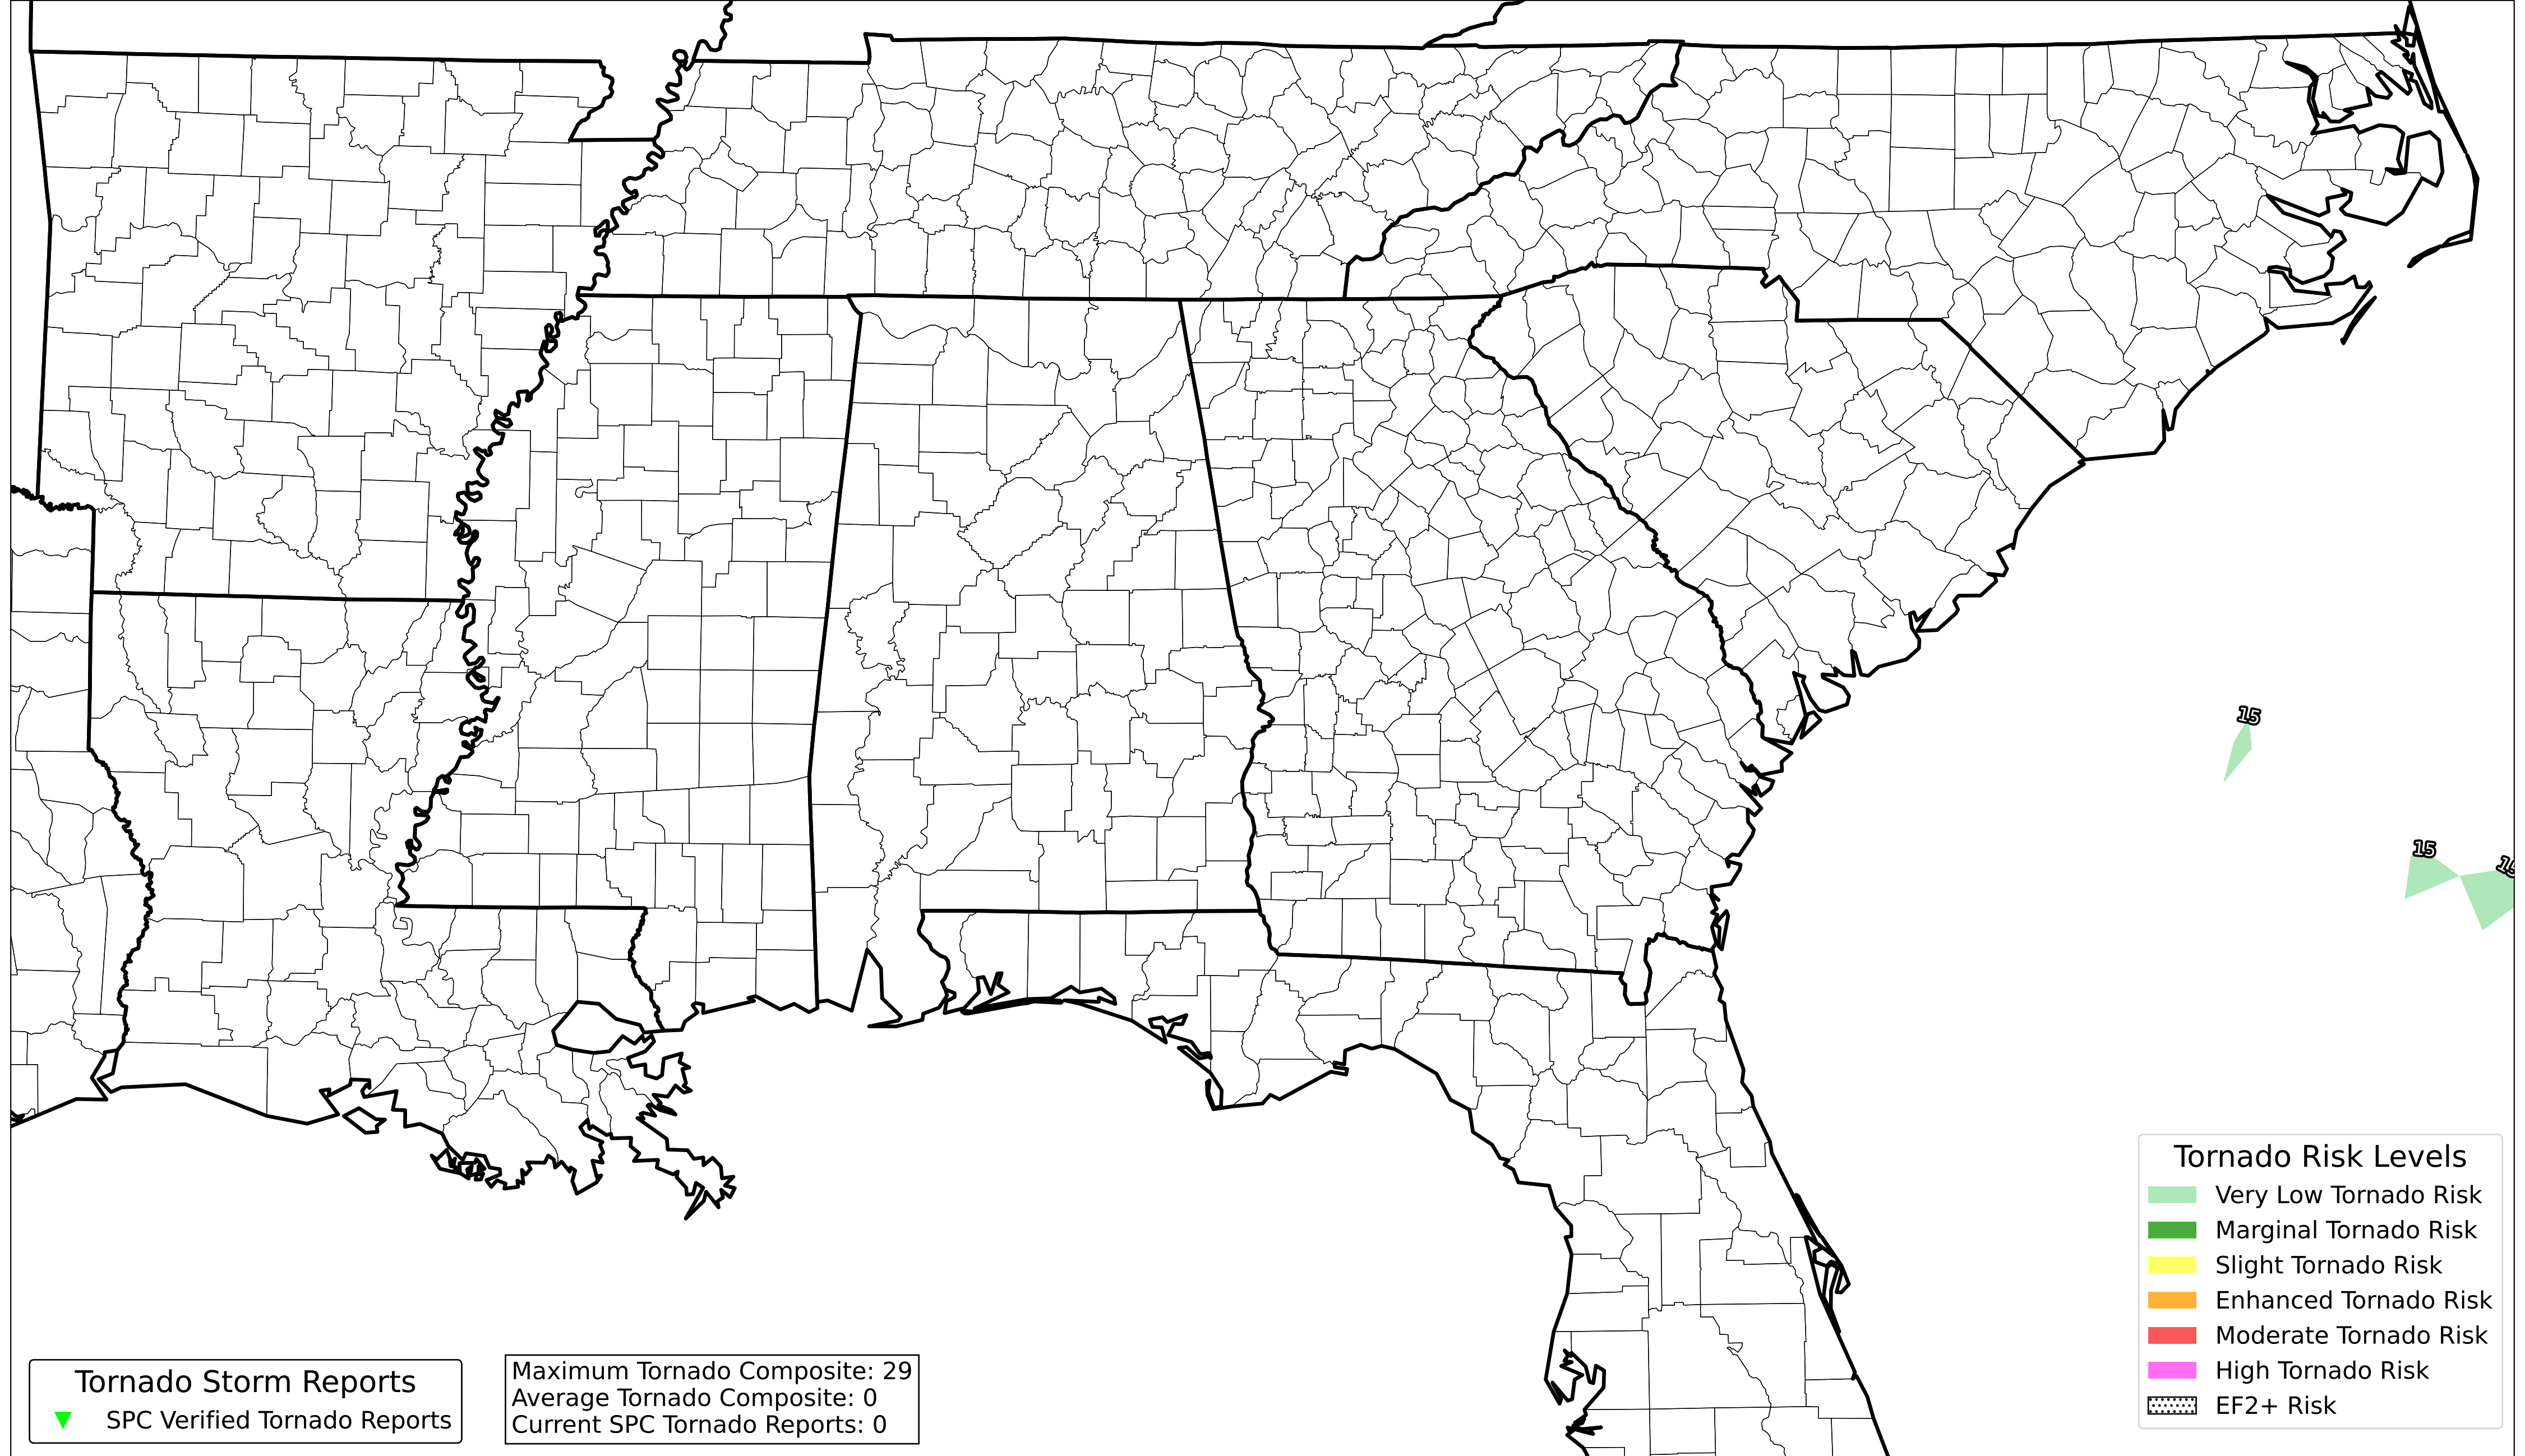 15
15
15
Tornado Risk Levels
Very Low Tornado Risk
Marginal Tornado Risk
Slight Tornado Risk
Enhanced Tornado Risk
Moderate Tornado Risk
High Tornado Risk
EF2+ Risk
Tornado Storm Reports
SPC Verified Tornado Reports
Maximum Tornado Composite: 29
Average Tornado Composite: 0
Current SPC Tornado Reports: 0